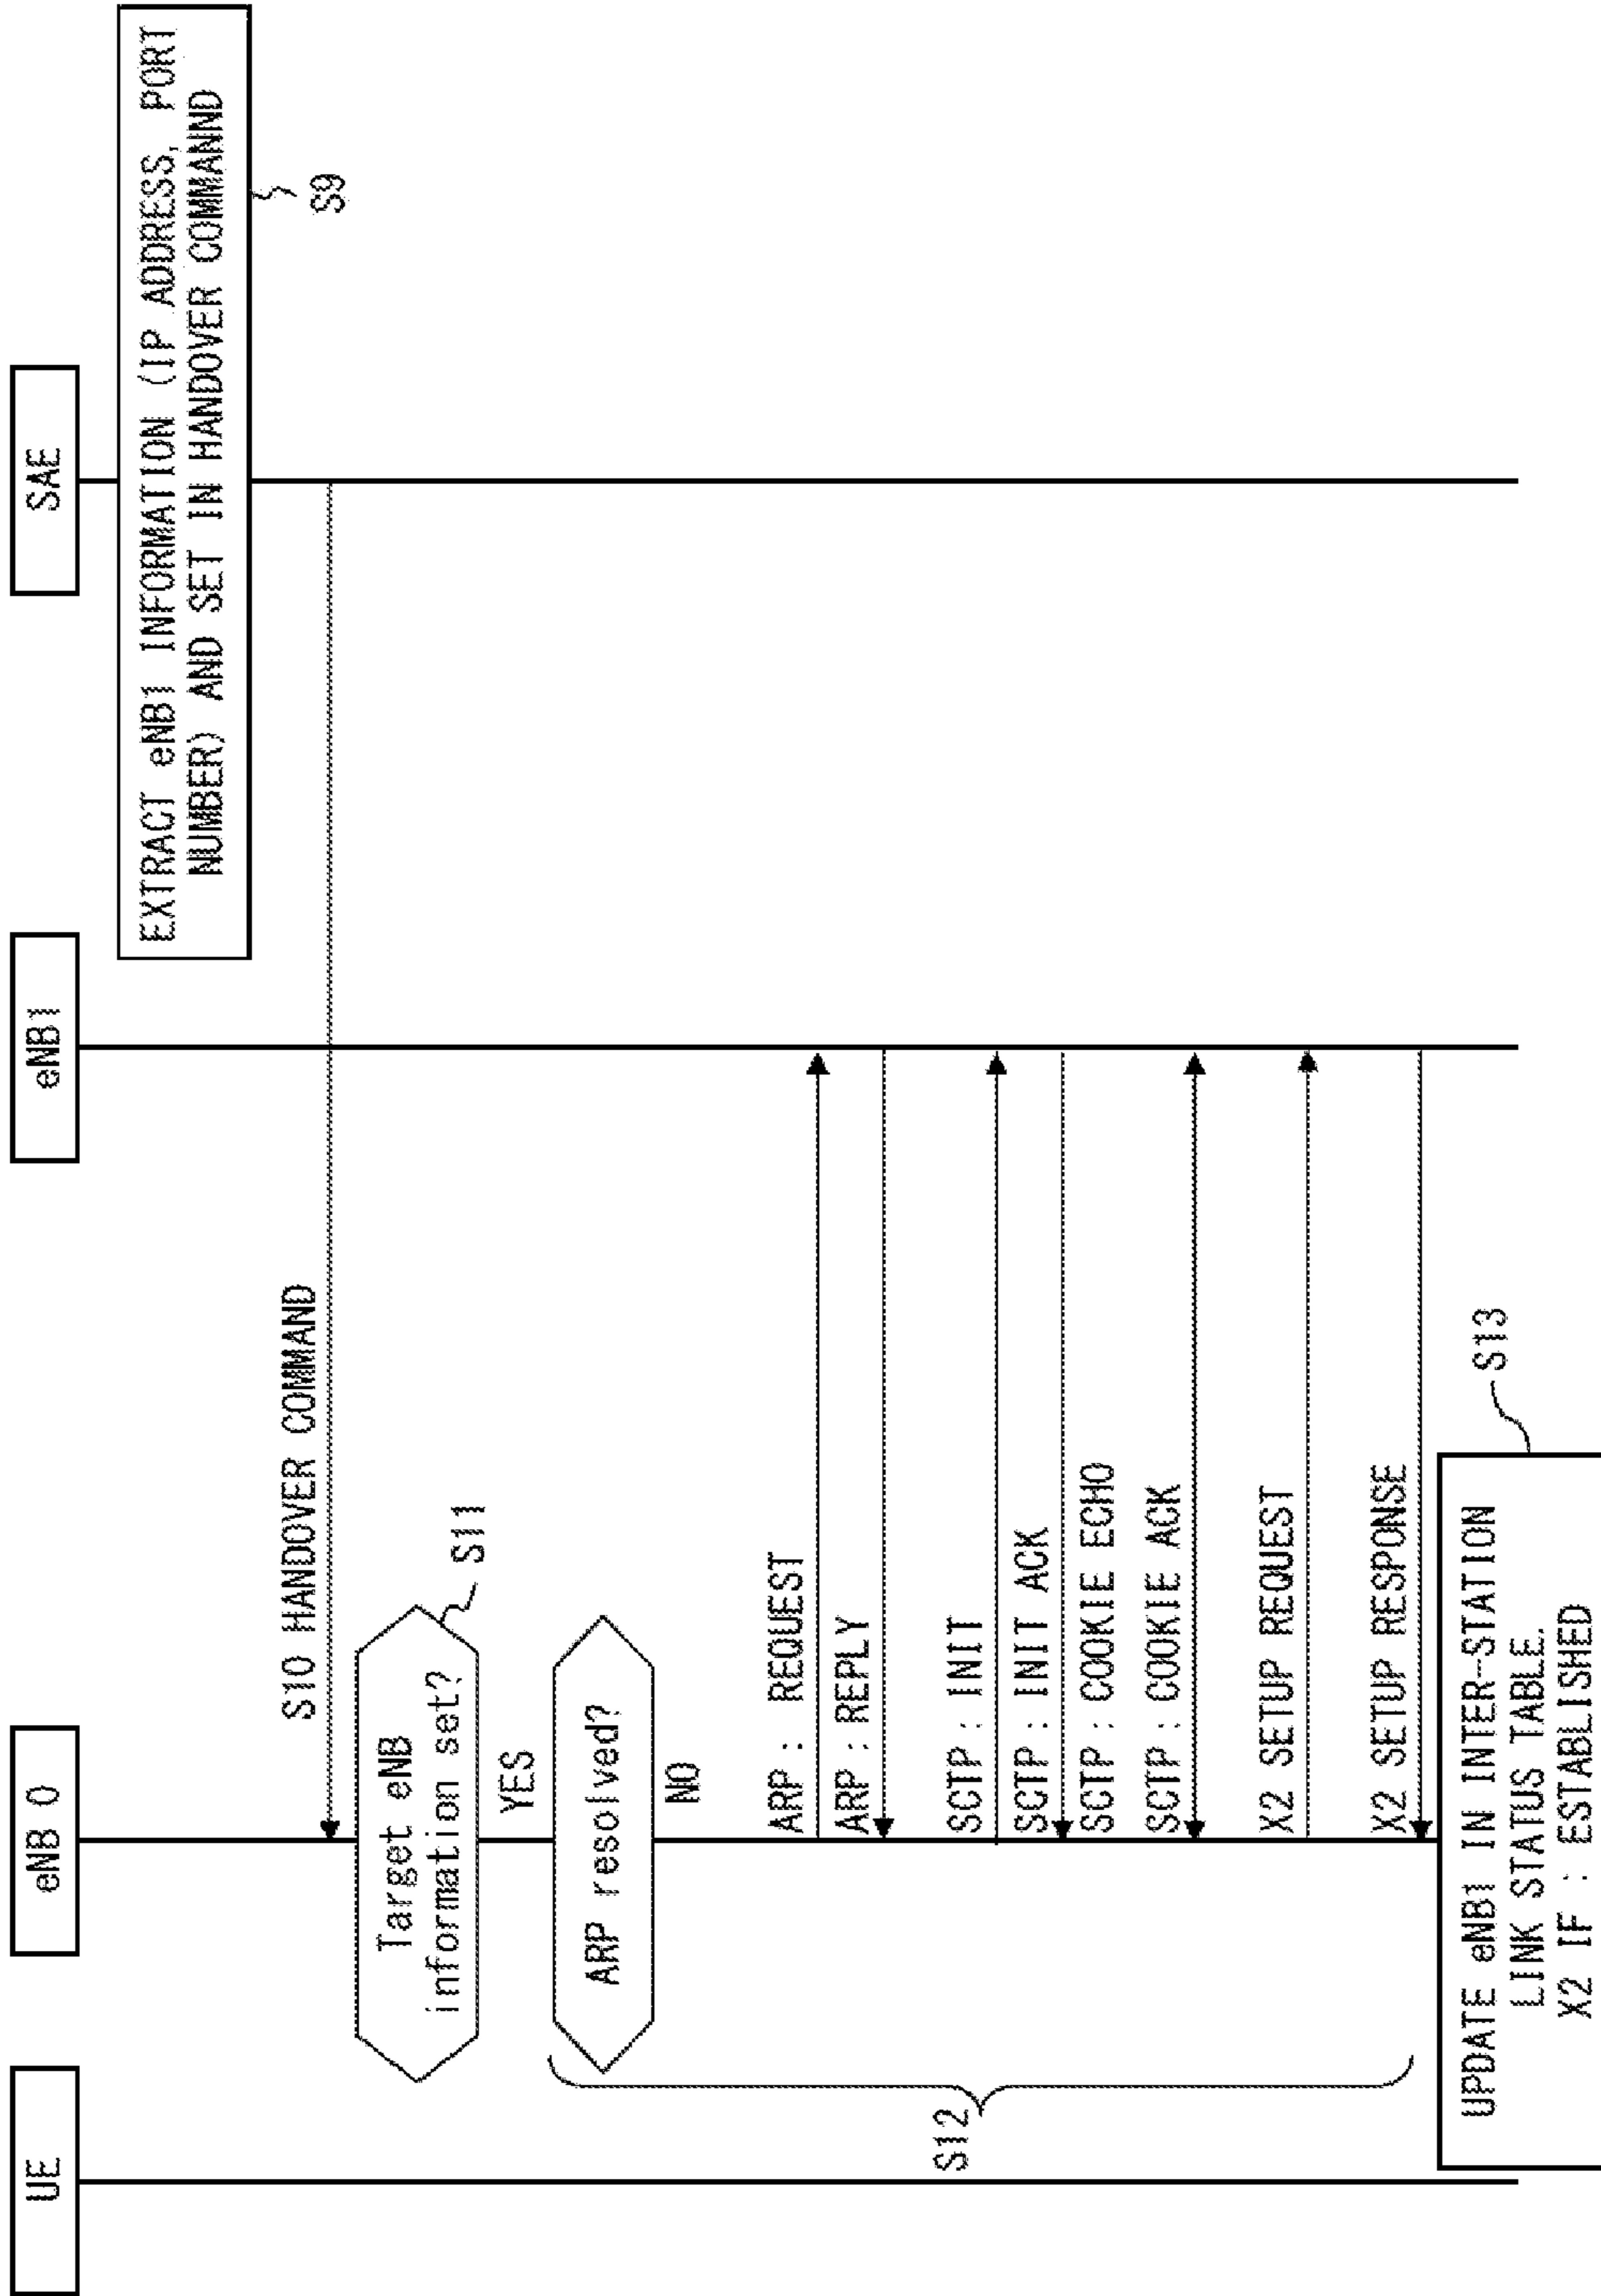 UE
eNB 0
eNB1
SAE
EXTRACT eNB1 INFORMATION (IP ADDRESS, PORT
NUMBER) AND SET IN HANDOVER COMMANND
S9
S10 HANDOVER COMMAND
Target eNB
information set?
S11
YES
ARP resolved?
NO
ARP : REQUEST
ARP : REPLY
SCTP : INIT
SCTP : INIT ACK
SCTP : COOKIE ECHO
SCTP : COOKIE ACK
X2 SETUP REQUEST
X2 SETUP RESPONSE
S12
UPDATE eNB1 IN INTER-STATION
LINK STATUS TABLE.
X2 IF : ESTABLISHED
S13